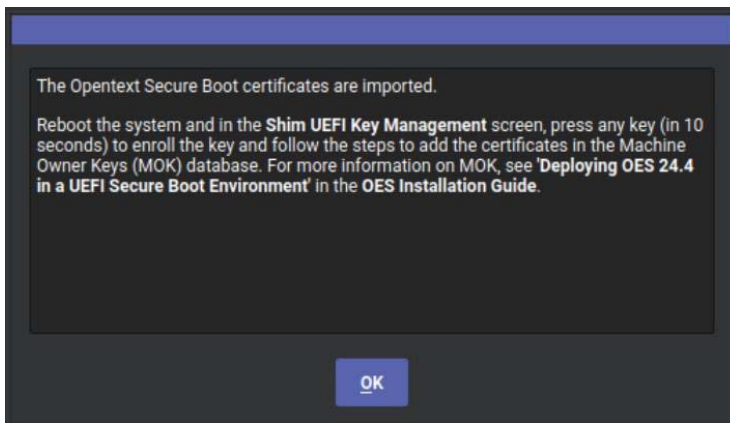 The Opentext Secure Boot certificates are imported.
Reboot the system and in the Shim UEFI Key Management screen, press any key (in 10
seconds) to enroll the key and follow the steps to add the certificates in the Machine
Owner Keys (MOK) database. For more information on MOK, see 'Deploying OES 24.4
in a UEFI Secure Boot Environment' in the OES Installation Guide.
OK